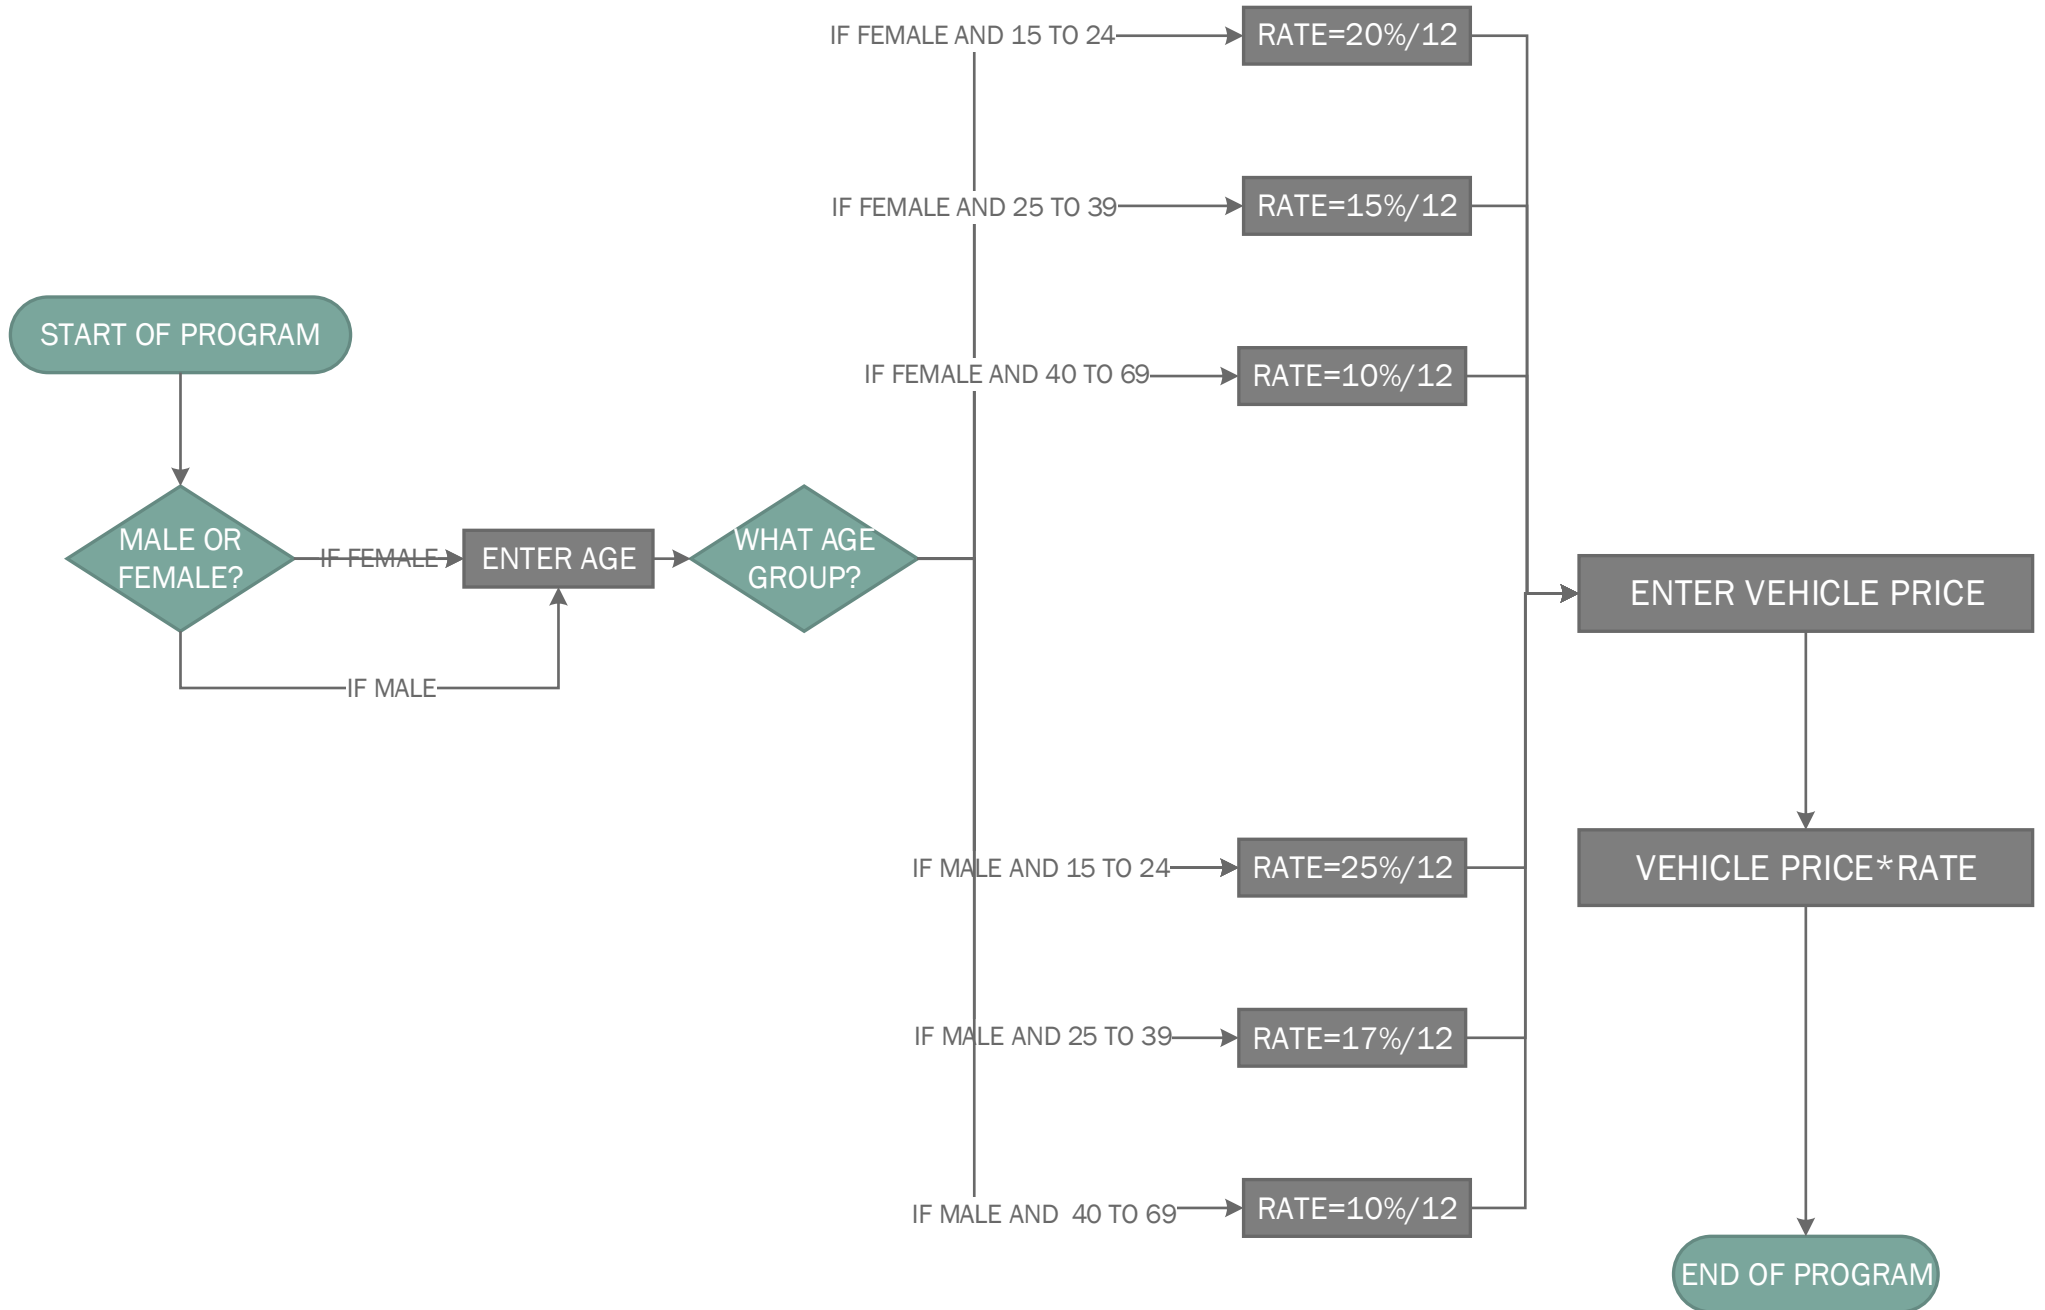 START OF PROGRAM
MALE OR
FEMALE?
IF FEMALE
IF MALE
ENTER AGE
WHAT AGE
GROUP?
IF FEMALE AND 15 TO 24
RATE=20%/12
IF FEMALE AND 25 TO 39
RATE=15%/12
IF FEMALE AND 40 TO 69
RATE=10%/12
IF MALE AND 15 TO 24
RATE=25%/12
IF MALE AND 25 TO 39
RATE=17%/12
IF MALE AND  40 TO 69
RATE=10%/12
ENTER VEHICLE PRICE
VEHICLE PRICE*RATE
END OF PROGRAM